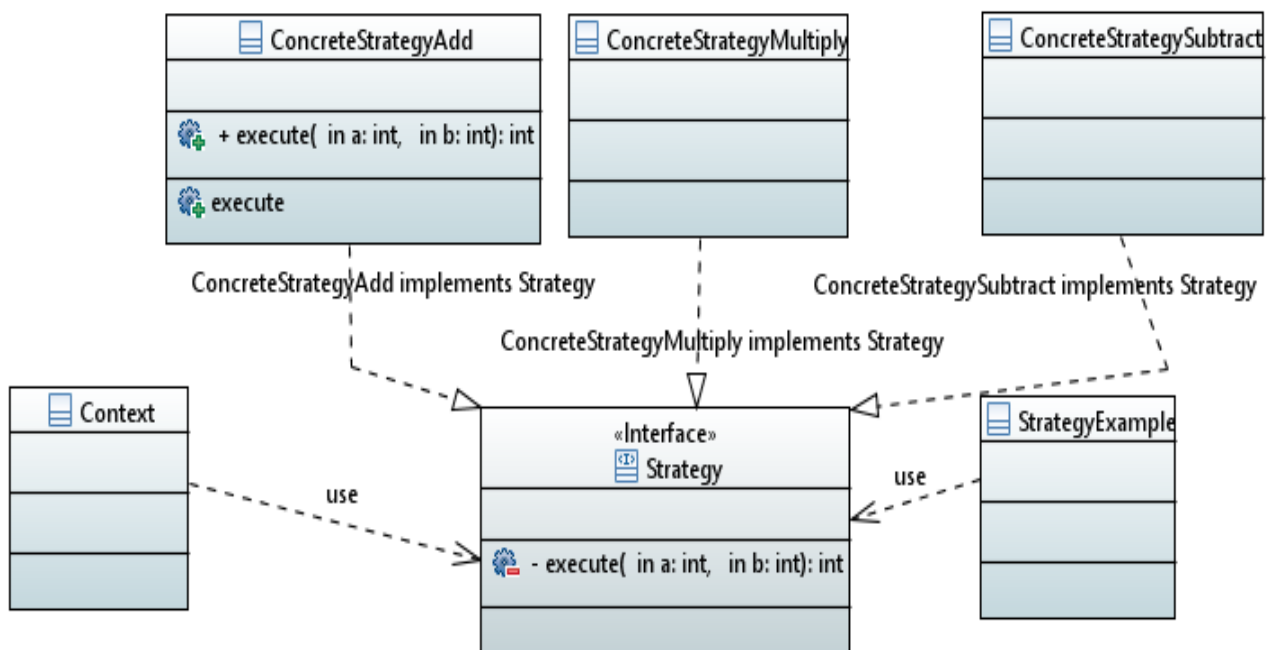 ConcreteStrategyAdd
+ execute( in a: int, in b: int): int
execute
ConcreteStrategyMultiply
ConcreteStrategySubtract
ConcreteStrategyAdd implements Strategy
ConcreteStrategyMultiply implements Strategy
ConcreteStrategySubtract implements Strategy
Context
use
«Interface»
<I>
Strategy
- execute( in a: int, in b: int): int
use
StrategyExample